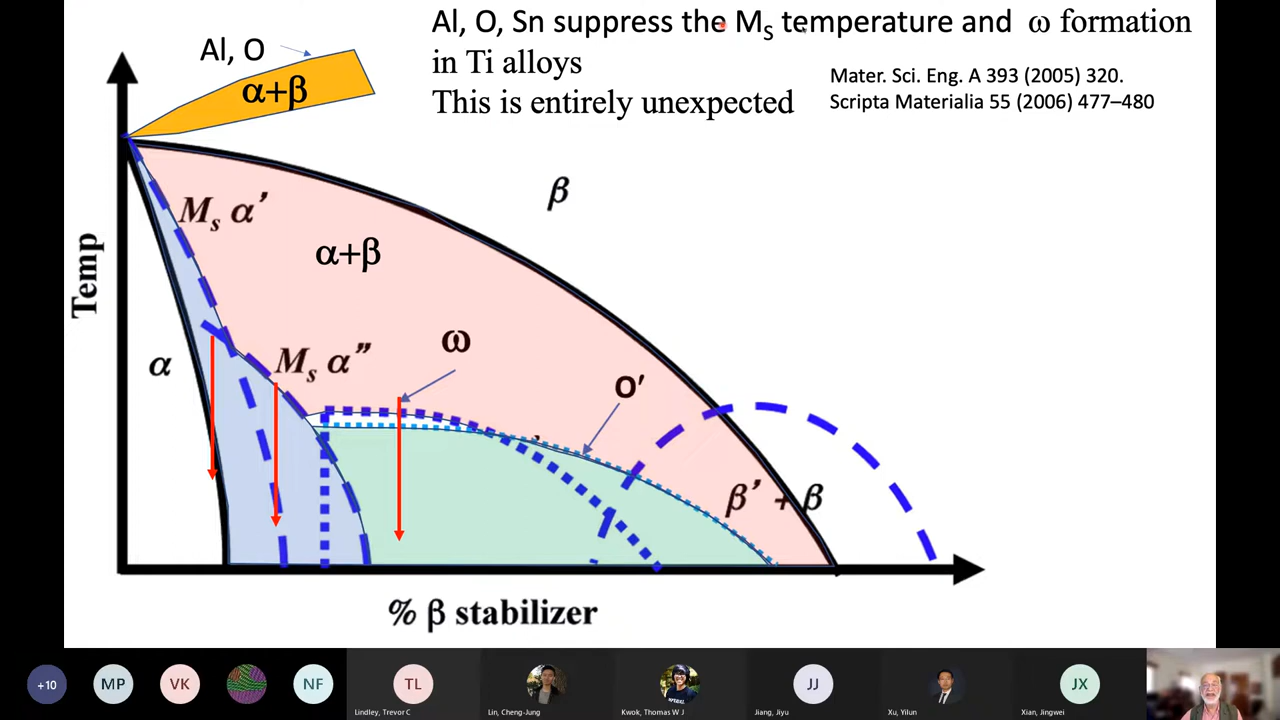 Al, O, Sn suppress the Ms temperature and ω formation
in Ti alloys
This is entirely unexpected
Mater. Sci. Eng. A 393 (2005) 320.
Scripta Materialia 55 (2006) 477–480
Al, O
α+β
β
Ms α′
α+β
Temp
Ms α″
ω
α
O′
β′ + β
% β stabilizer
+10
MP
VK
NF
TL
JJ
JX
Lindley, Trevor C
Lin, Cheng-Jung
Kwok, Thomas W J
Jiang, Jiyu
Xu, Yilun
Xian, Jingwei